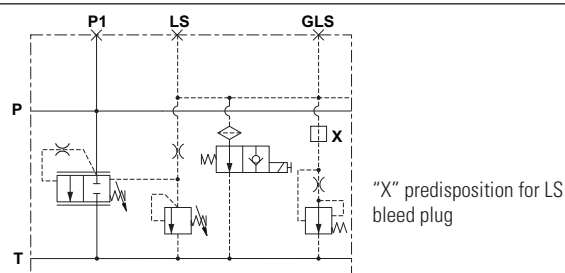 P1 LS GLS
P
X
"X" predisposition for LS
bleed plug
T